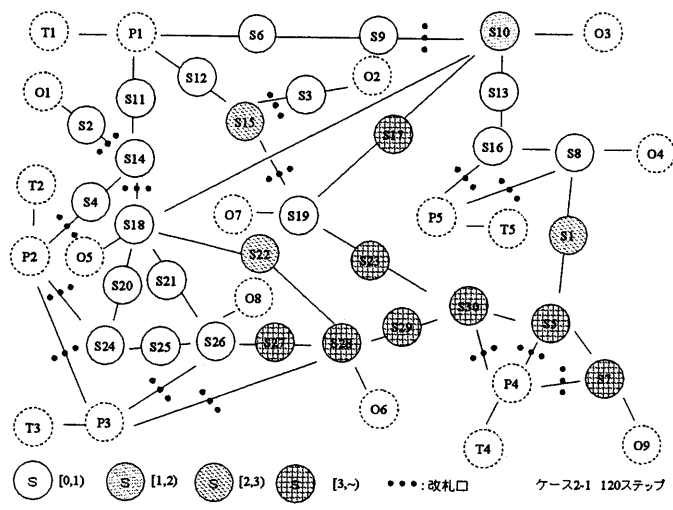 T1 P1 S6 S9 S10 O3
O1 S12 O2
S11 S3 S13
S2 S15 S17
S14 S16 S8 O4
T2 S4
O7 S19 P5 T5
P2 O5 S18 S22 S1
S23
S20 S21 O8
S30 S5
S24 S25 S26 S27 S28 S29
P4 S7
T3 P3 O6
T4 O9
S [0,1) S [1,2) S [2,3) S [3,~) •••:改札口 ケース2-1 120ステップ